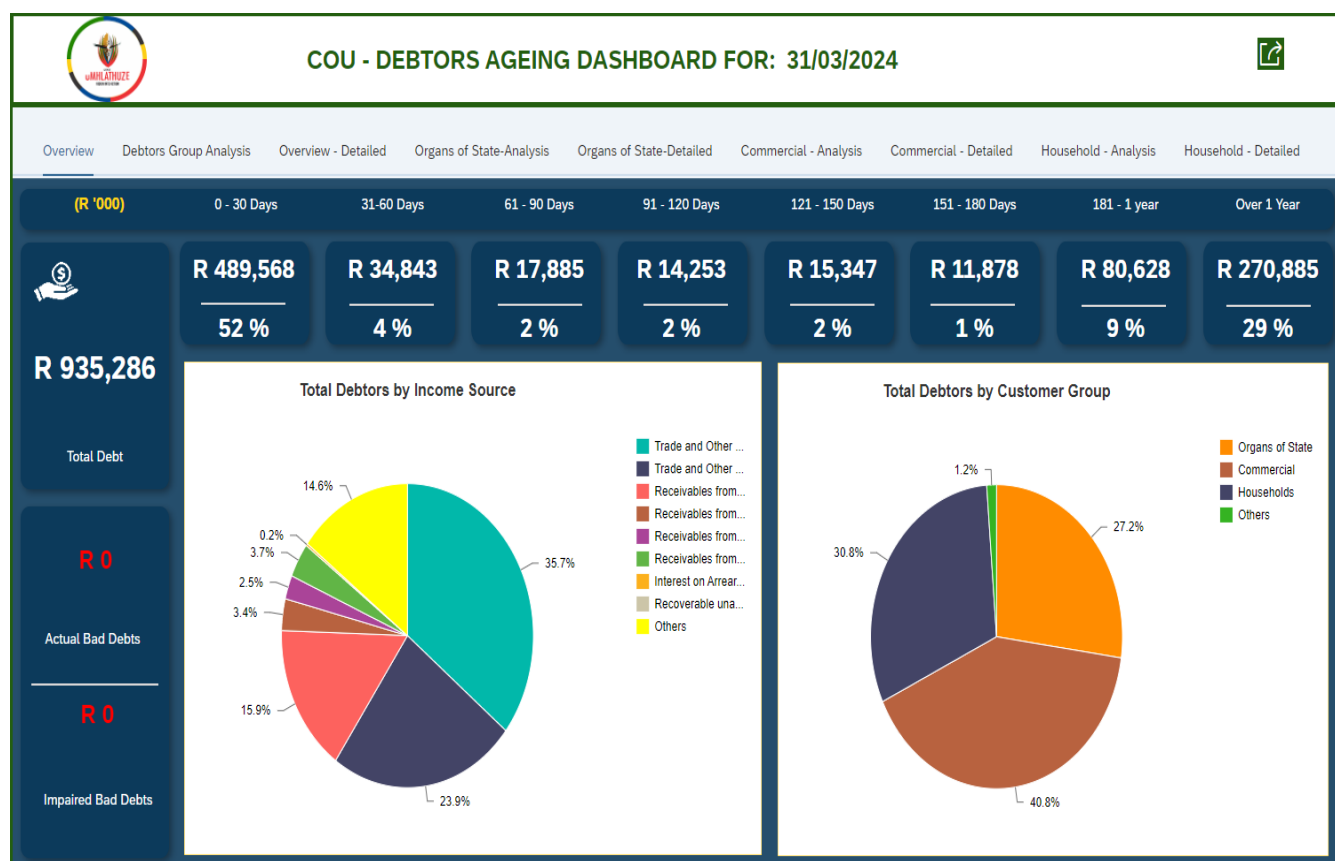 uMHLATHUZE
COU - DEBTORS AGEING DASHBOARD FOR: 31/03/2024
Overview Debtors Group Analysis Overview - Detailed Organs of State-Analysis Organs of State-Detailed Commercial - Analysis Commercial - Detailed Household - Analysis Household - Detailed
(R '000) 0 - 30 Days 31-60 Days 61 - 90 Days 91 - 120 Days 121 - 150 Days 151 - 180 Days 181 - 1 year Over 1 Year
R 489,568 R 34,843 R 17,885 R 14,253 R 15,347 R 11,878 R 80,628 R 270,885
52 % 4 % 2 % 2 % 2 % 1 % 9 % 29 %
R 935,286
Total Debt
R 0
Actual Bad Debts
R 0
Impaired Bad Debts
Total Debtors by Income Source
Trade and Other ...
Trade and Other ...
Receivables from...
Receivables from...
Receivables from...
Receivables from...
Interest on Arrear...
Recoverable una...
Others
14.6%
0.2%
3.7%
2.5%
3.4%
15.9%
23.9%
35.7%
Total Debtors by Customer Group
Organs of State
Commercial
Households
Others
1.2%
27.2%
30.8%
40.8%